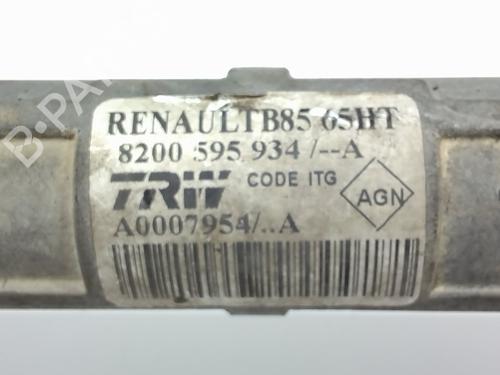 RENAULTB85 65HT
8200 595 934 /--A
TRW CODE ITG AGN
A0007954/..A